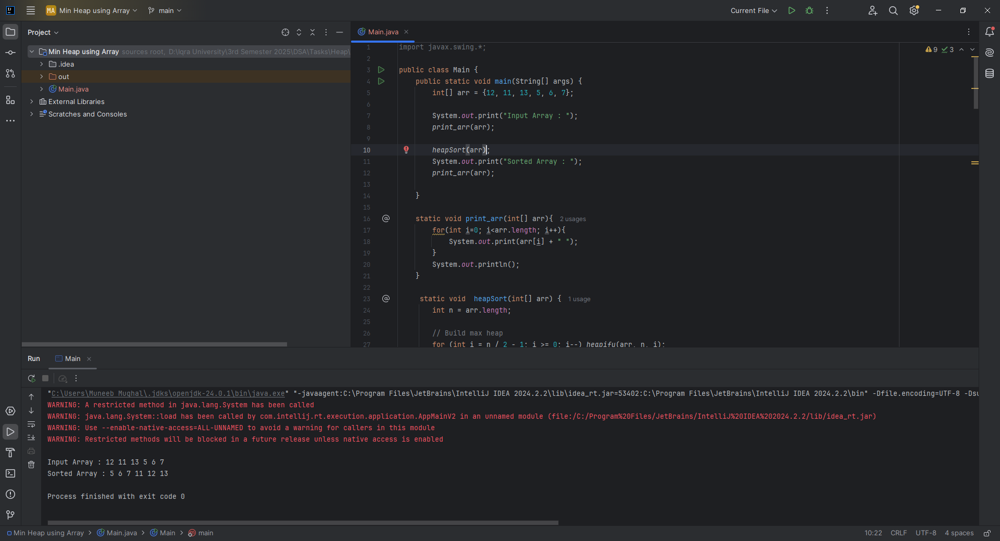 MA Min Heap using Array main Current File
Project
Main.java
Min Heap using Array sources root, D:\Iqra University\3rd Semester 2025\DSA\Tasks\Heap\
.idea
out
Main.java
External Libraries
Scratches and Consoles
9 3
1 import javax.swing.*;
2
3 public class Main {
4 public static void main(String[] args) {
5 int[] arr = {12, 11, 13, 5, 6, 7};
6
7 System.out.print("Input Array : ");
8 print_arr(arr);
9
10 heapSort(arr);
11 System.out.print("Sorted Array : ");
12 print_arr(arr);
13
14 }
15
16 static void print_arr(int[] arr){ 2 usages
17 for(int i=0; i<arr.length; i++){
18 System.out.print(arr[i] + " ");
19 }
20 System.out.println();
21 }
22
23 static void  heapSort(int[] arr) { 1 usage
24 int n = arr.length;
25
26 // Build max heap
27 for (int i = n / 2 - 1; i >= 0; i--) heapify(arr, n, i);
Run Main
"C:\Users\Muneeb Mughal\.jdks\openjdk-24.0.1\bin\java.exe" "-javaagent:C:\Program Files\JetBrains\IntelliJ IDEA 2024.2.2\lib\idea_rt.jar=53402:C:\Program Files\JetBrains\IntelliJ IDEA 2024.2.2\bin" -Dfile.encoding=UTF-8 -Dsu
WARNING: A restricted method in java.lang.System has been called
WARNING: java.lang.System::load has been called by com.intellij.rt.execution.application.AppMainV2 in an unnamed module (file:/C:/Program%20Files/JetBrains/IntelliJ%20IDEA%202024.2.2/lib/idea_rt.jar)
WARNING: Use --enable-native-access=ALL-UNNAMED to avoid a warning for callers in this module
WARNING: Restricted methods will be blocked in a future release unless native access is enabled
Input Array : 12 11 13 5 6 7
Sorted Array : 5 6 7 11 12 13
Process finished with exit code 0
Min Heap using Array > Main.java > Main > main 10:22 CRLF UTF-8 4 spaces